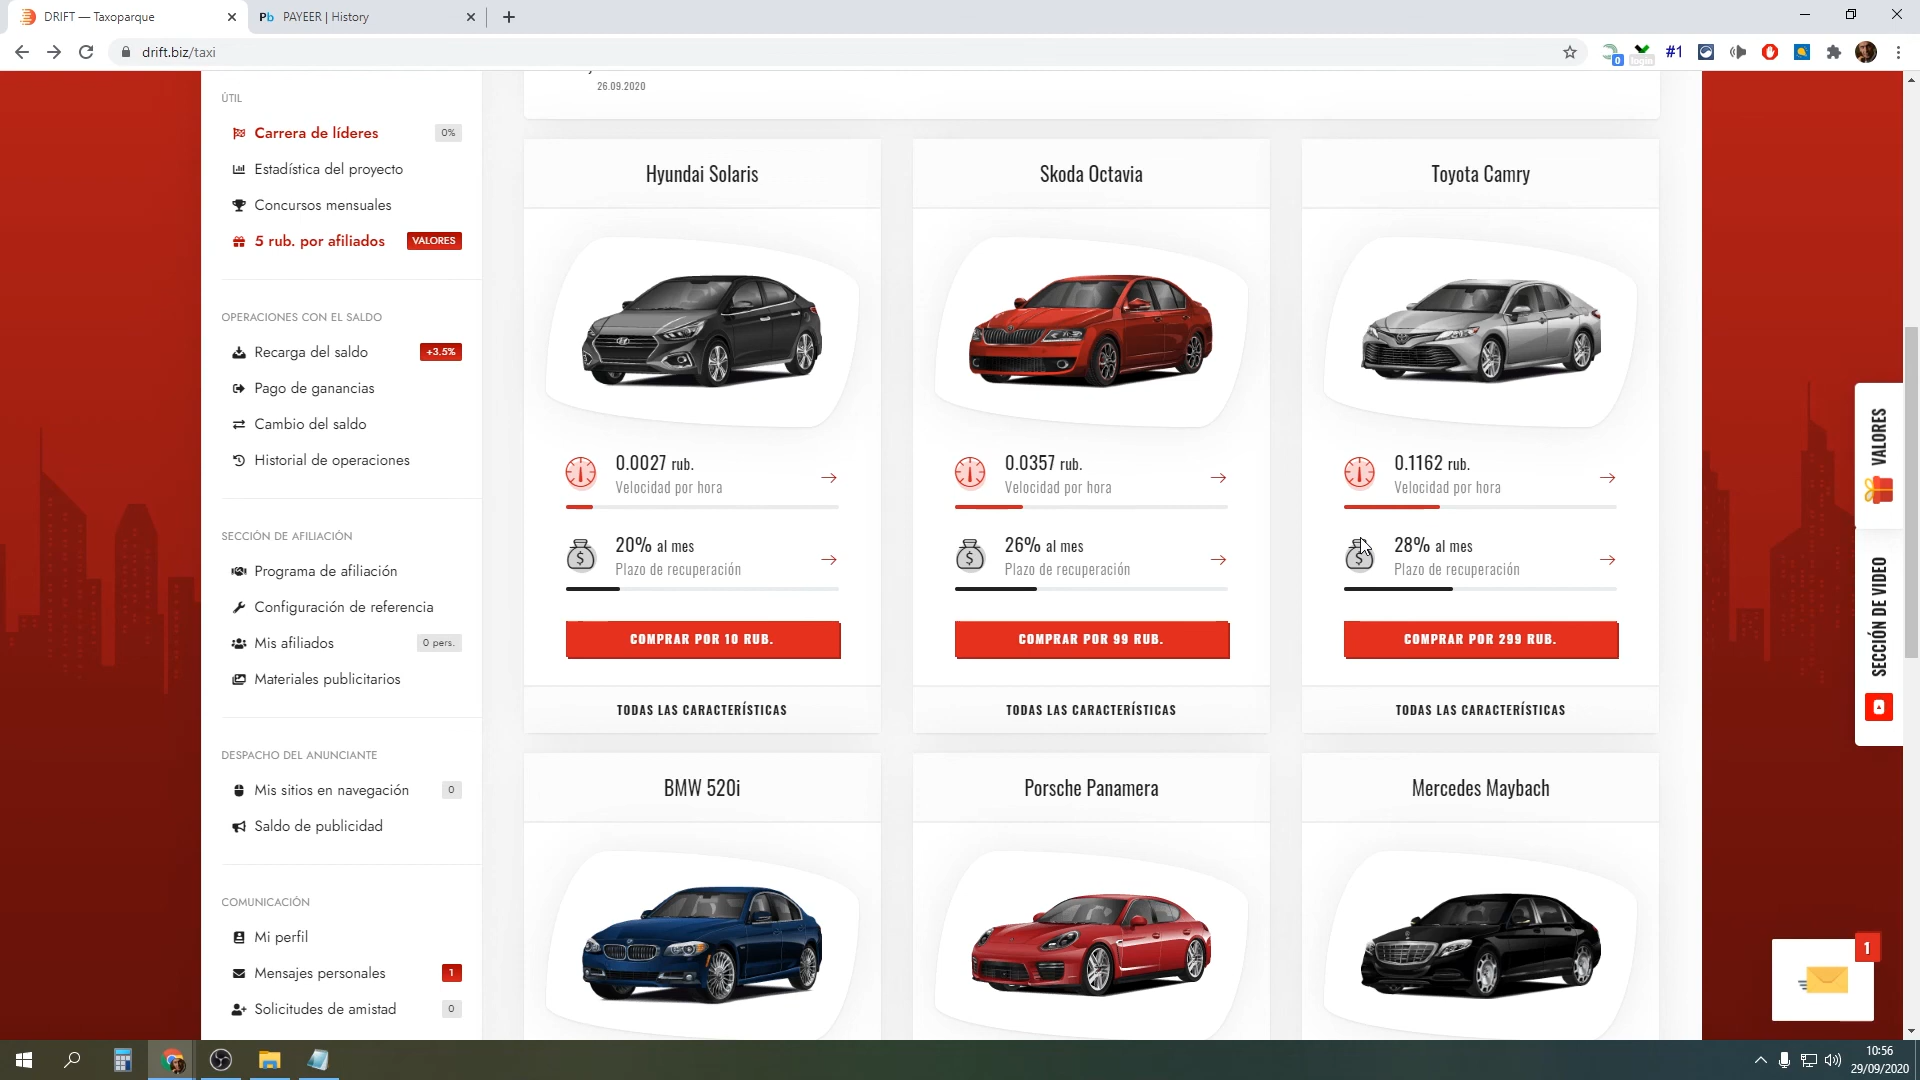 DRIFT — Taxoparque
PAYEER | History
drift.biz/taxi
#1
0
login
26.09.2020
ÚTIL
Carrera de líderes
0%
Estadística del proyecto
Concursos mensuales
5 rub. por afiliados
VALORES
OPERACIONES CON EL SALDO
Recarga del saldo
+3.5%
Pago de ganancias
Cambio del saldo
Historial de operaciones
SECCIÓN DE AFILIACIÓN
Programa de afiliación
Configuración de referencia
Mis afiliados
0 pers.
Materiales publicitarios
DESPACHO DEL ANUNCIANTE
Mis sitios en navegación
0
Saldo de publicidad
COMUNICACIÓN
Mi perfil
Mensajes personales
1
Solicitudes de amistad
0
Hyundai Solaris
0.0027 rub.
Velocidad por hora
20% al mes
Plazo de recuperación
COMPRAR POR 10 RUB.
TODAS LAS CARACTERÍSTICAS
Skoda Octavia
0.0357 rub.
Velocidad por hora
26% al mes
Plazo de recuperación
COMPRAR POR 99 RUB.
TODAS LAS CARACTERÍSTICAS
Toyota Camry
0.1162 rub.
Velocidad por hora
28% al mes
Plazo de recuperación
COMPRAR POR 299 RUB.
TODAS LAS CARACTERÍSTICAS
BMW 520i
Porsche Panamera
Mercedes Maybach
VALORES
SECCIÓN DE VIDEO
1
10:56
29/09/2020